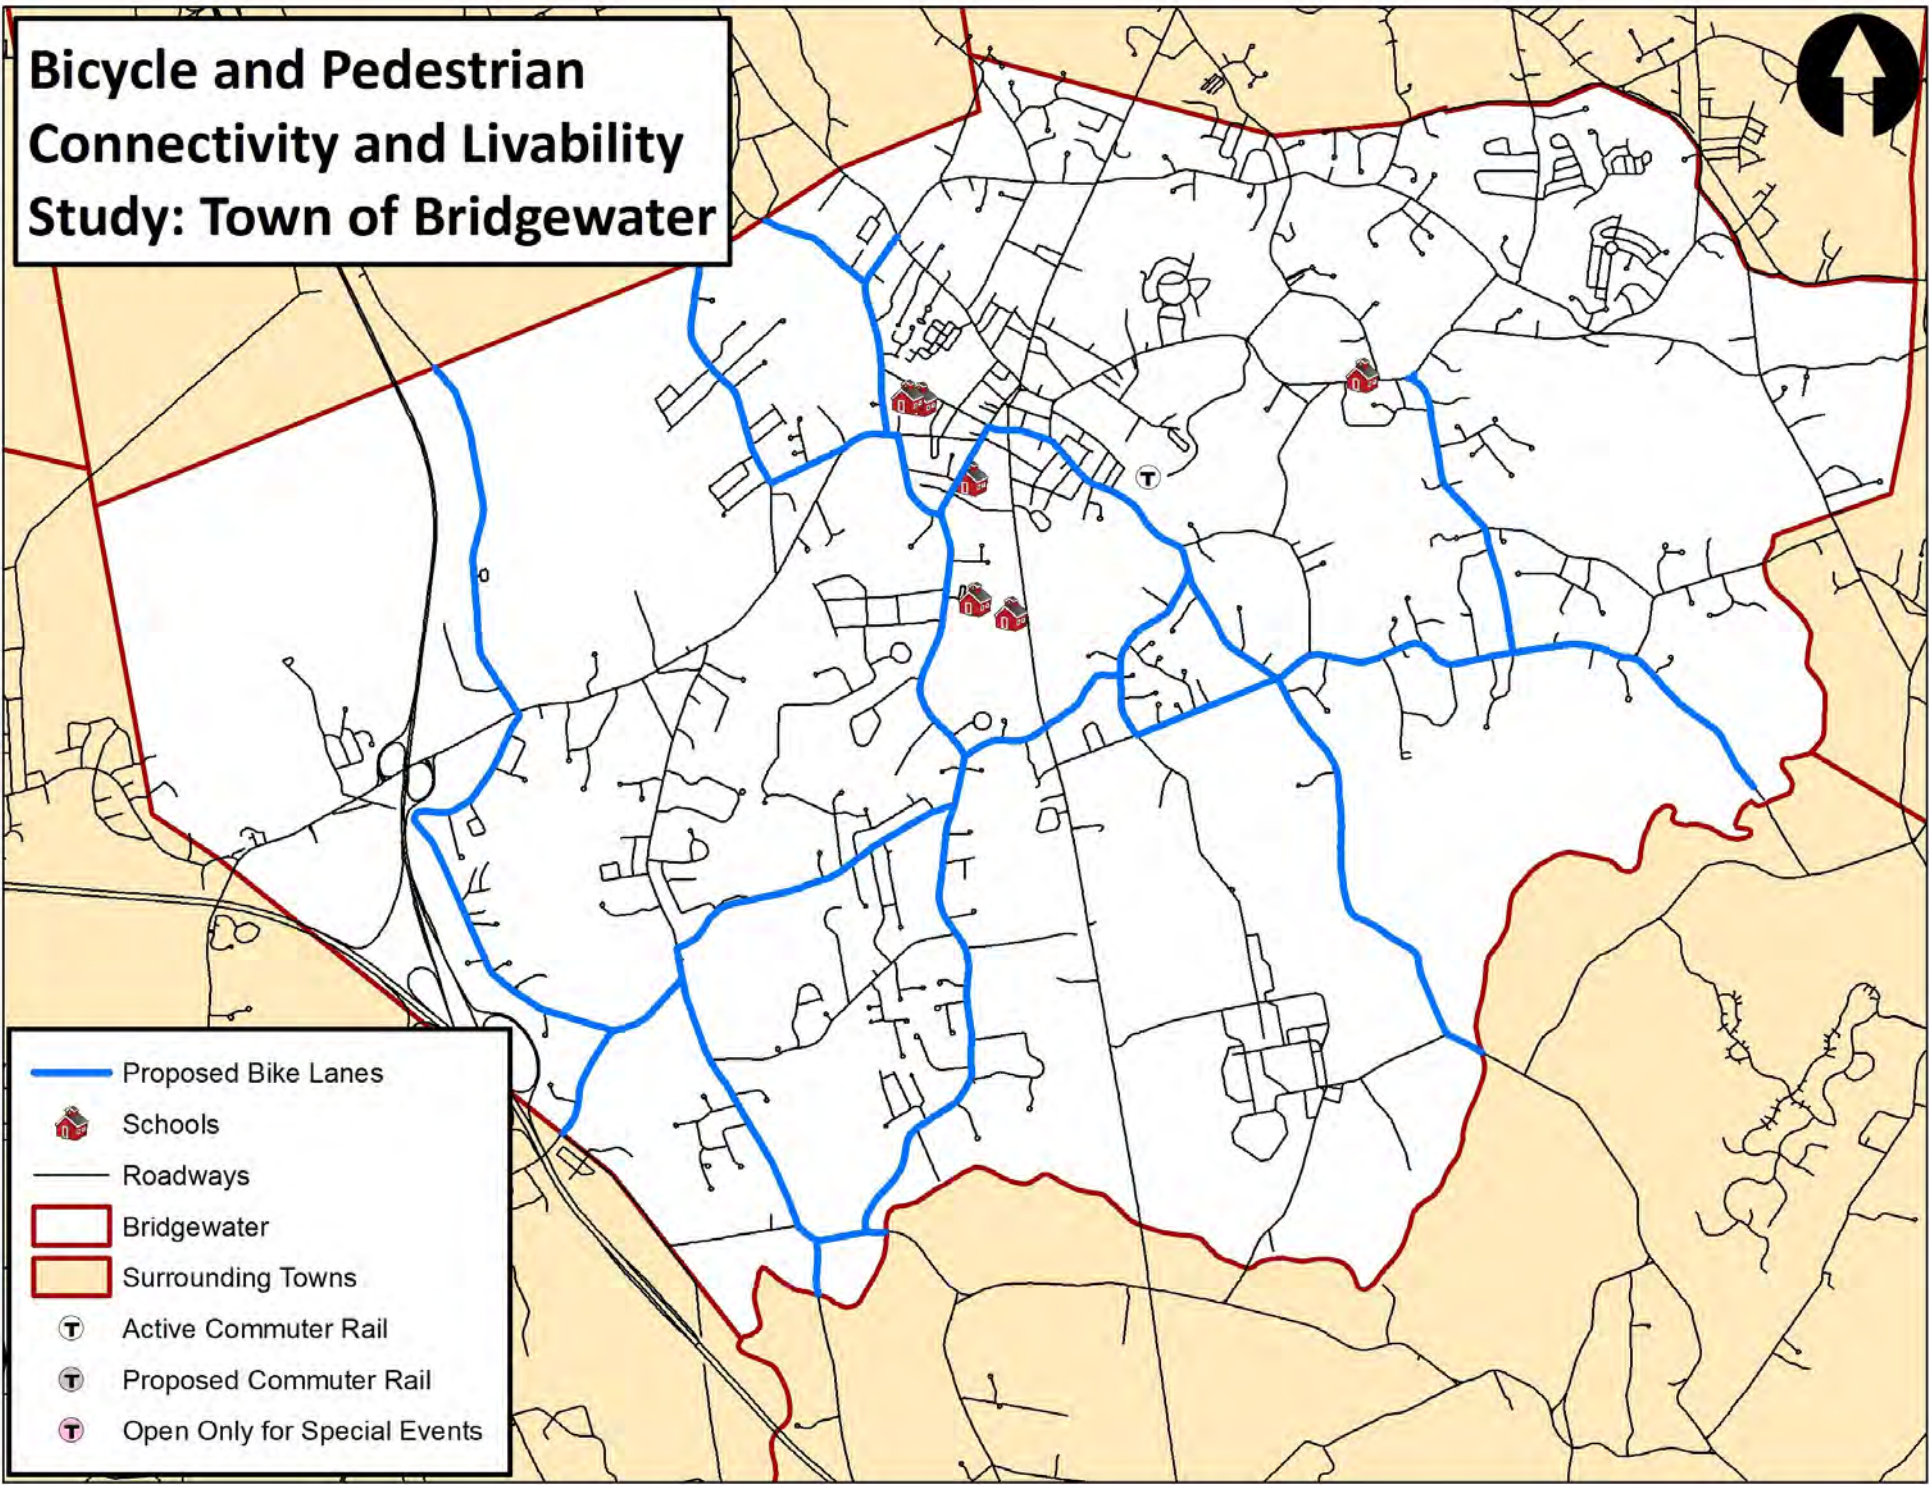 Bicycle and Pedestrian
Connectivity and Livability
Study: Town of Bridgewater
T
Proposed Bike Lanes
Schools
Roadways
Bridgewater
Surrounding Towns
T Active Commuter Rail
T Proposed Commuter Rail
T Open Only for Special Events